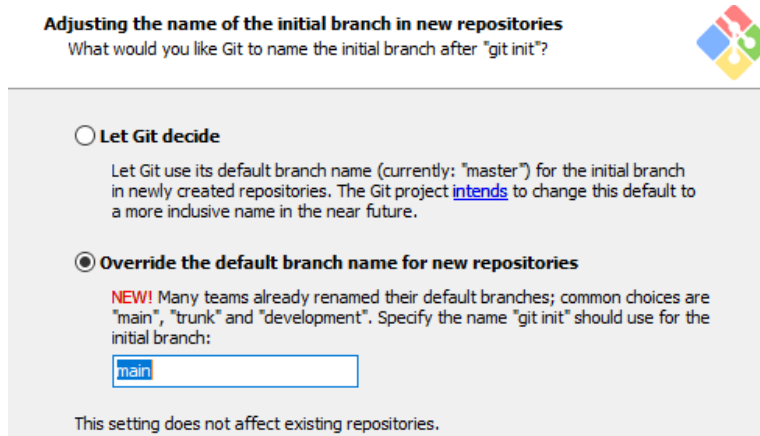 Adjusting the name of the initial branch in new repositories
What would you like Git to name the initial branch after "git init"?
Let Git decide
Let Git use its default branch name (currently: "master") for the initial branch
in newly created repositories. The Git project intends to change this default to
a more inclusive name in the near future.
Override the default branch name for new repositories
NEW! Many teams already renamed their default branches; common choices are
"main", "trunk" and "development". Specify the name "git init" should use for the
initial branch:
main
This setting does not affect existing repositories.